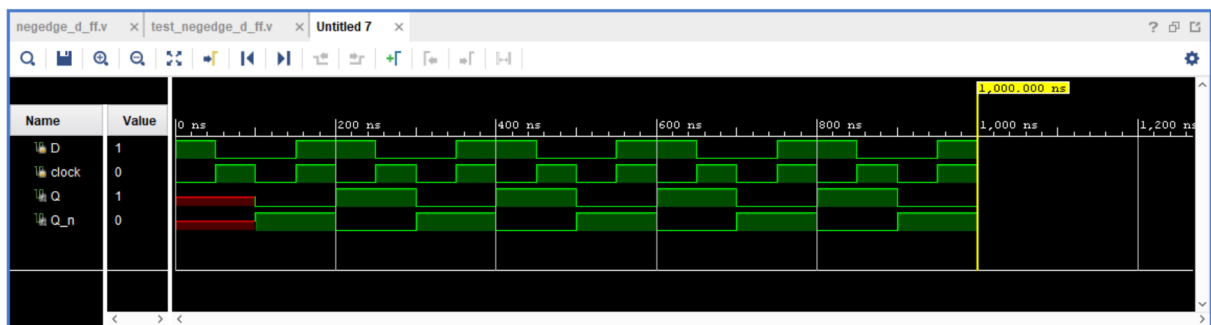 negedge_d_ff.v × test_negedge_d_ff.v × Untitled 7 ×
1,000.000 ns
Name Value 0 ns 200 ns 400 ns 600 ns 800 ns 1,000 ns 1,200 ns
D 1
clock 0
Q 1
Q_n 0